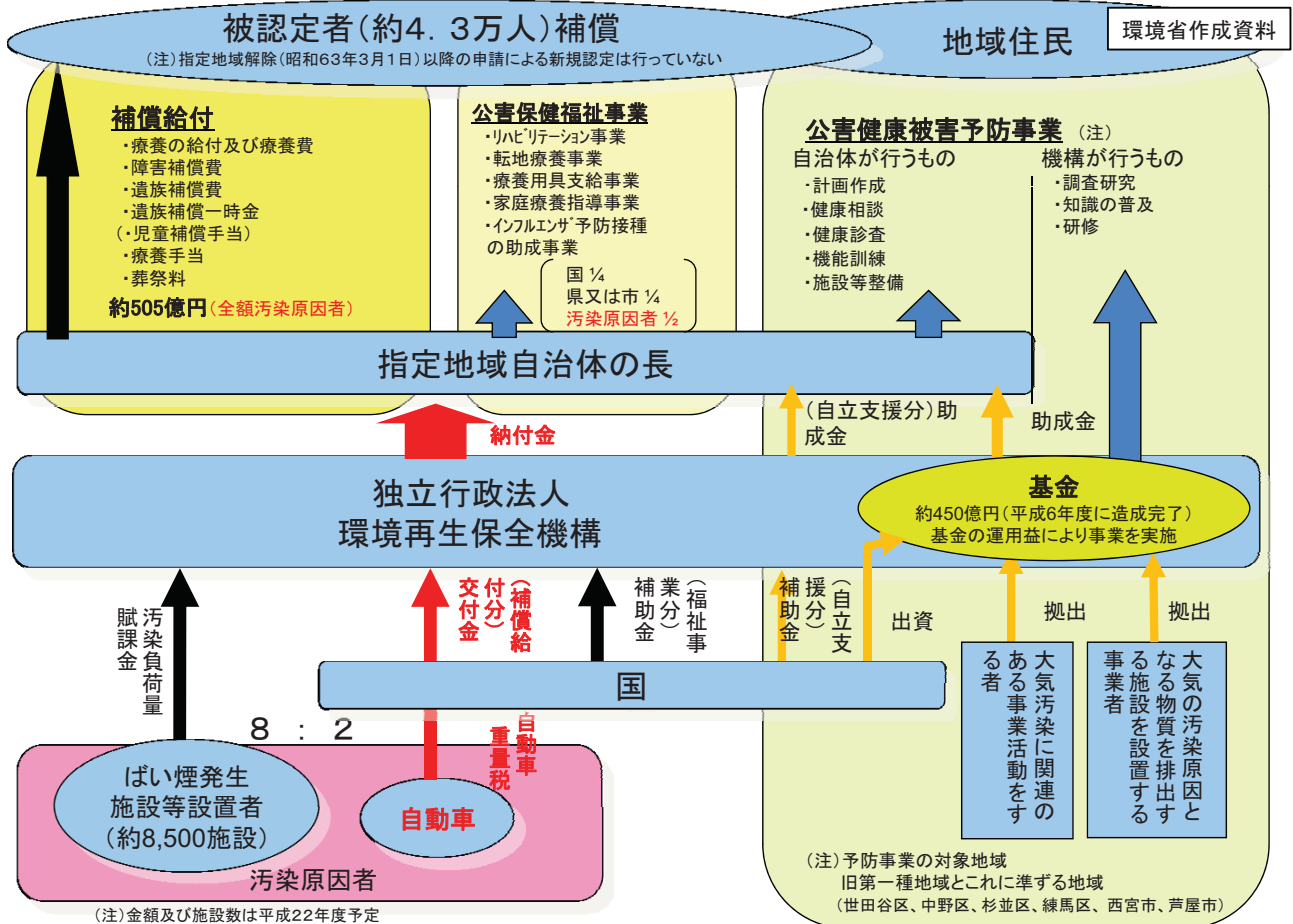 環境省作成資料
被認定者(約4.3万人)補償
(注)指定地域解除(昭和63年3月1日)以降の申請による新規認定は行っていない
地域住民
補償給付
・療養の給付及び療養費
・障害補償費
・遺族補償費
・遺族補償一時金
(・児童補償手当)
・療養手当
・葬祭料
約505億円(全額汚染原因者)
公害保健福祉事業
・リハビリテーション事業
・転地療養事業
・療養用具支給事業
・家庭療養指導事業
・インフルエンザ予防接種
の助成事業
国 ¼
県又は市 ¼
汚染原因者 ½
公害健康被害予防事業 (注)
自治体が行うもの
・計画作成
・健康相談
・健康診査
・機能訓練
・施設等整備
機構が行うもの
・調査研究
・知識の普及
・研修
指定地域自治体の長
納付金
(自立支援分)助
成金
助成金
独立行政法人
環境再生保全機構
基金
約450億円(平成6年度に造成完了)
基金の運用益により事業を実施
汚染負荷量
賦課金
(補償給
付分)
交付金
(福祉事
業分)
補助金
(自立支
援分)
補助金
出資
拠出
拠出
国
大気汚染に関連の
ある事業活動をす
る者
大気の汚染原因と
なる物質を排出す
る施設を設置する
事業者
8 : 2
自動車
重量税
ばい煙発生
施設等設置者
(約8,500施設)
自動車
汚染原因者
(注)金額及び施設数は平成22年度予定
(注)予防事業の対象地域
旧第一種地域とこれに準ずる地域
(世田谷区、中野区、杉並区、練馬区、西宮市、芦屋市)